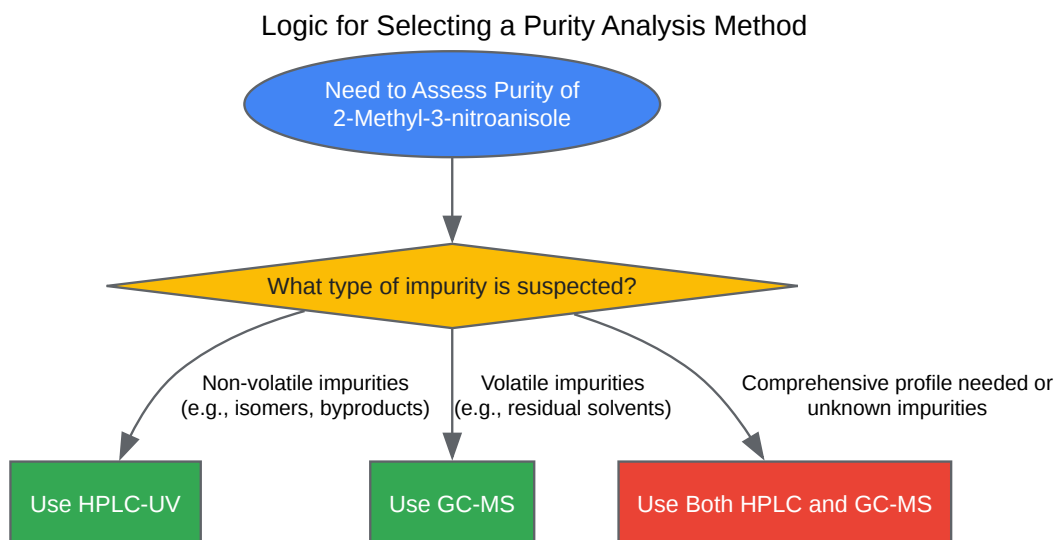 Logic for Selecting a Purity Analysis Method
Need to Assess Purity of
2-Methyl-3-nitroanisole
What type of impurity is suspected?
Non-volatile impurities
(e.g., isomers, byproducts)
Volatile impurities
(e.g., residual solvents)
Comprehensive profile needed or
unknown impurities
Use HPLC-UV
Use GC-MS
Use Both HPLC and GC-MS